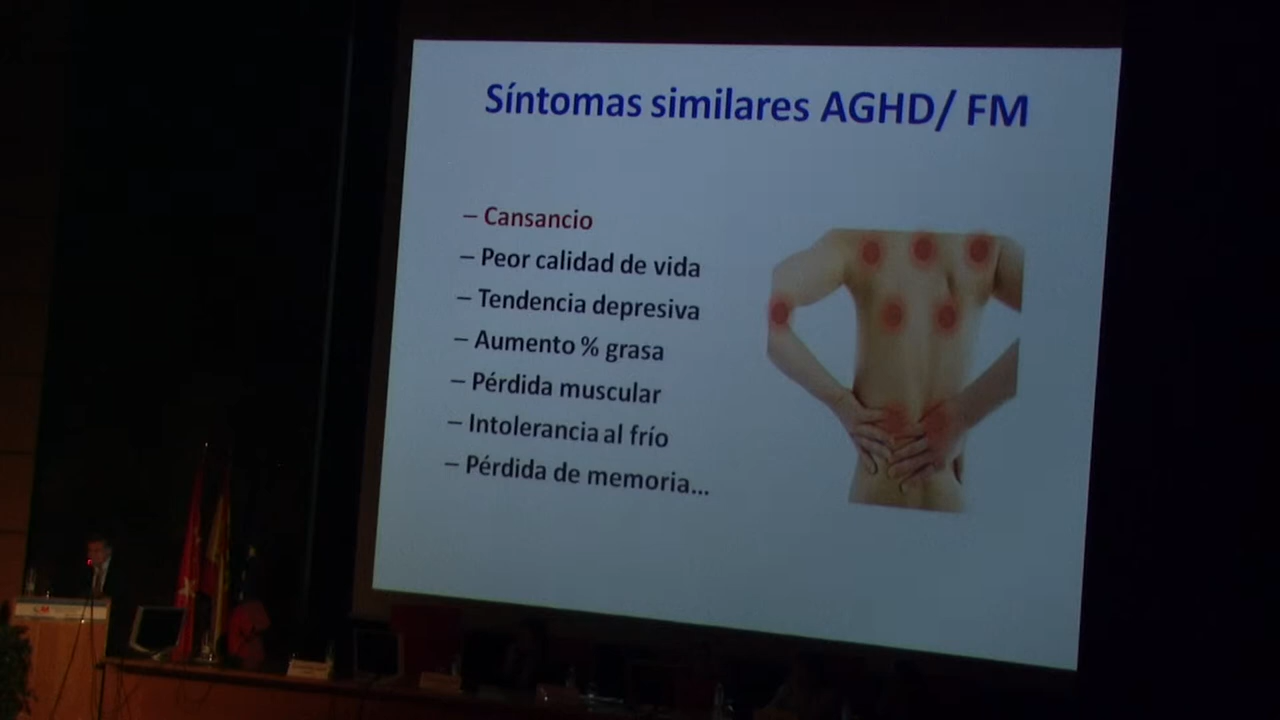 Síntomas similares AGHD/ FM
– Cansancio
– Peor calidad de vida
– Tendencia depresiva
– Aumento % grasa
– Pérdida muscular
– Intolerancia al frío
– Pérdida de memoria...